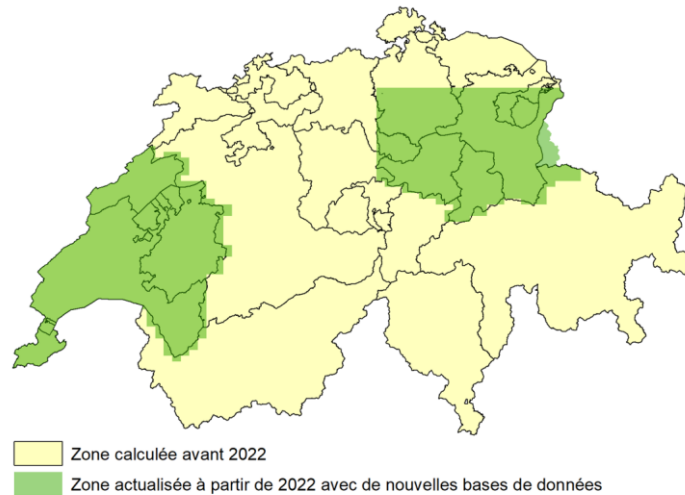 Zone calculée avant 2022
Zone actualisée à partir de 2022 avec de nouvelles bases de données